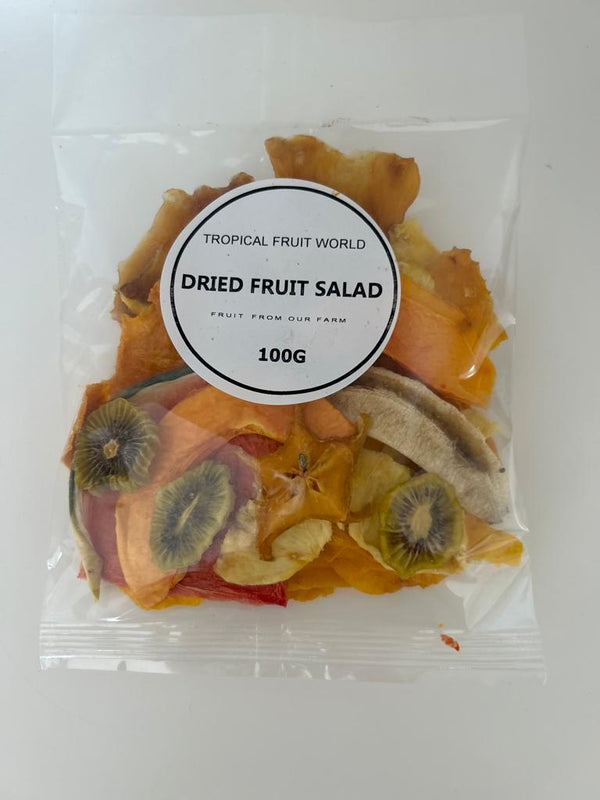 TROPICAL FRUIT WORLD
DRIED FRUIT SALAD
FRUIT FROM OUR FARM
100G